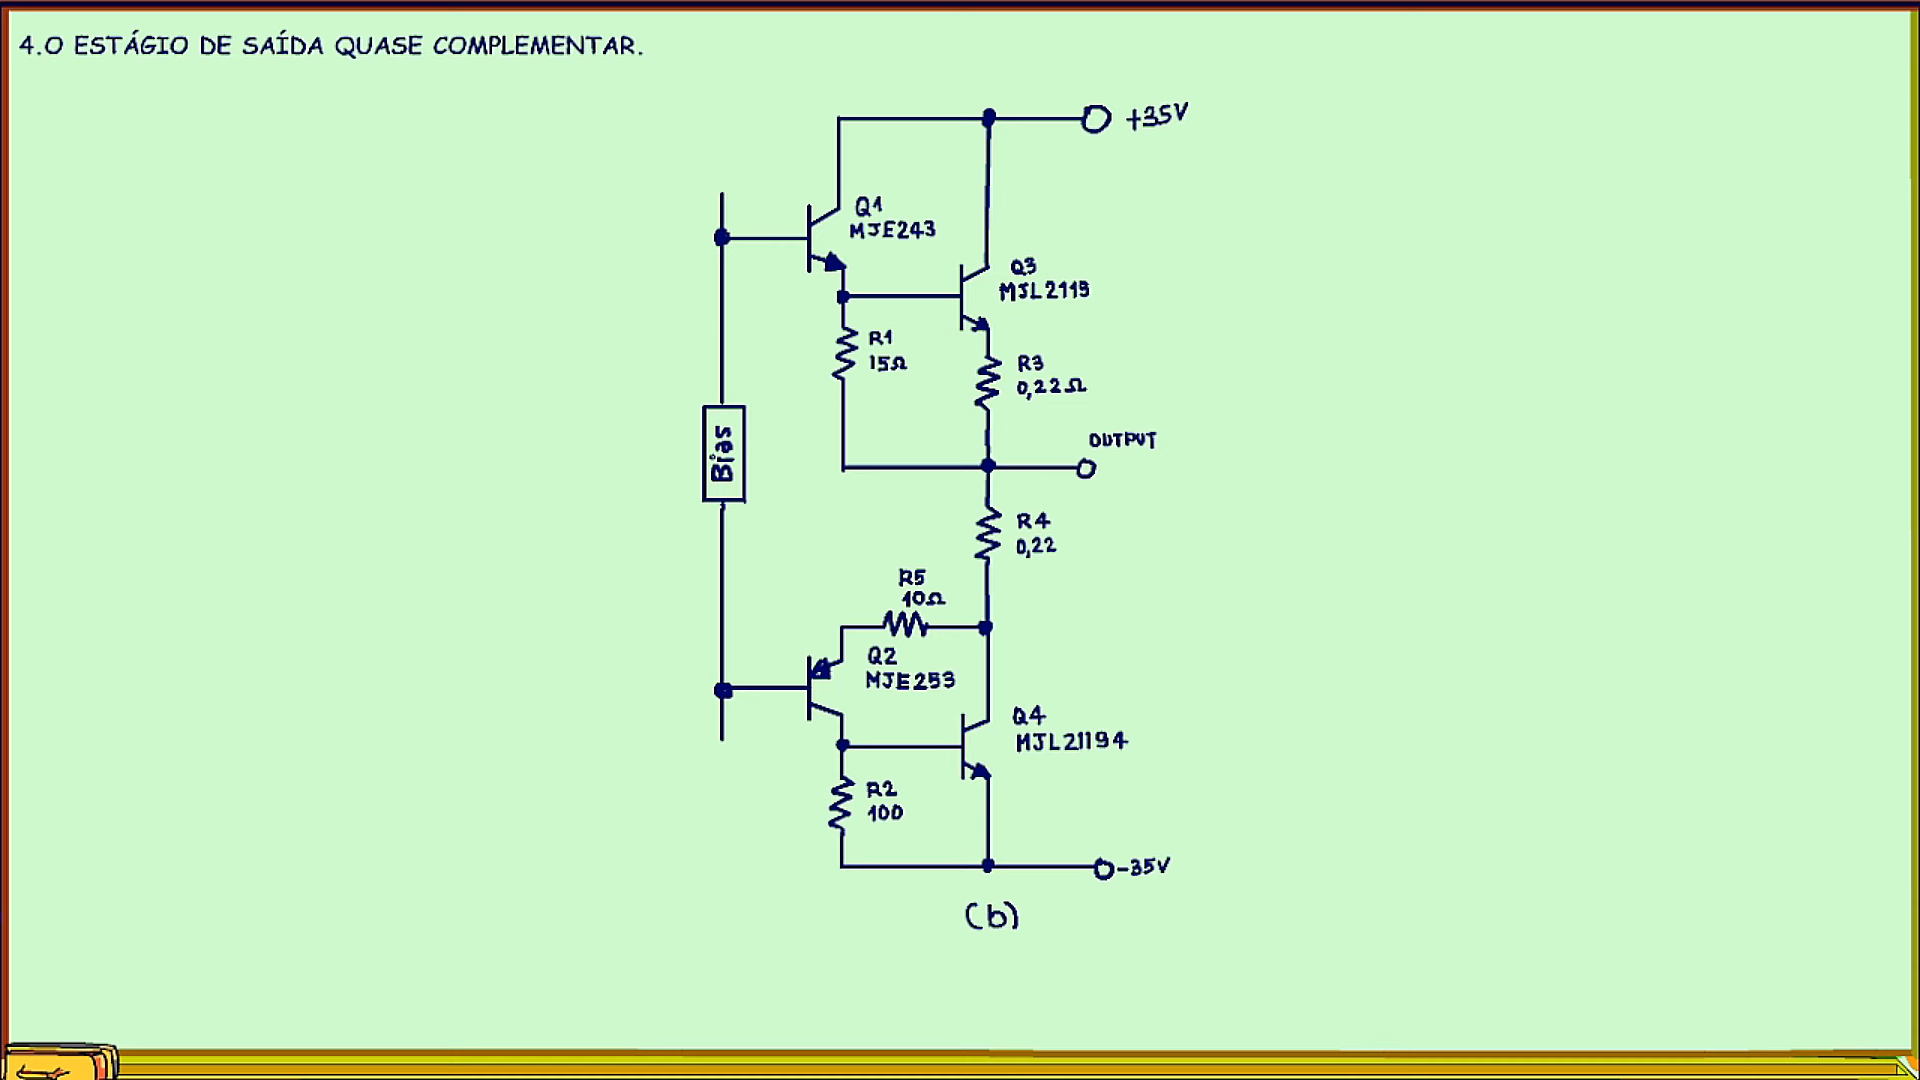 4.O ESTÁGIO DE SAÍDA QUASE COMPLEMENTAR.
+35V
Q1
MJE243
Q3
MJL2119
R1
15Ω
R3
0,22Ω
OUTPUT
Bias
R4
0,22
R5
10Ω
Q2
MJE253
Q4
MJL21194
R2
100
-35V
(b)